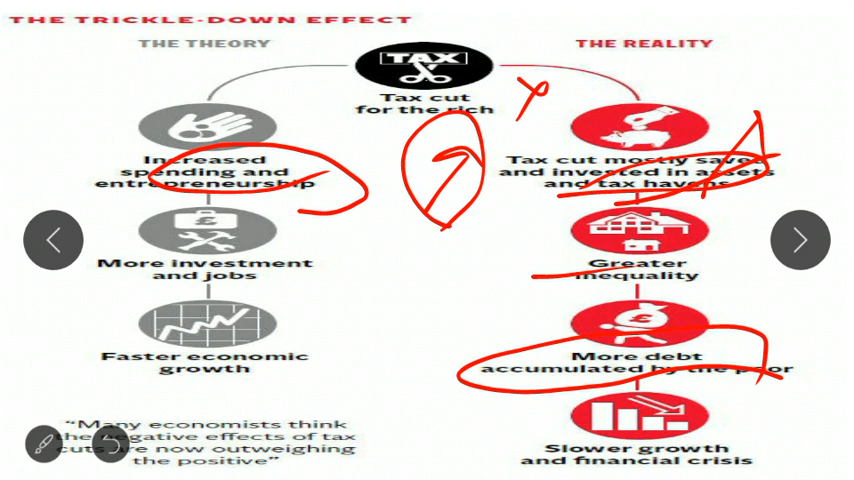 THE TRICKLE-DOWN EFFECT
THE THEORY
THE REALITY
TAX
Tax cut
for the rich
Increased
spending and
entrepreneurship
More investment
and jobs
Faster economic
growth
"Many economists think
the negative effects of tax
cuts are now outweighing
the positive"
Tax cut mostly saved
and invested in assets
and tax havens
Greater
inequality
More debt
accumulated by the poor
Slower growth
and financial crisis